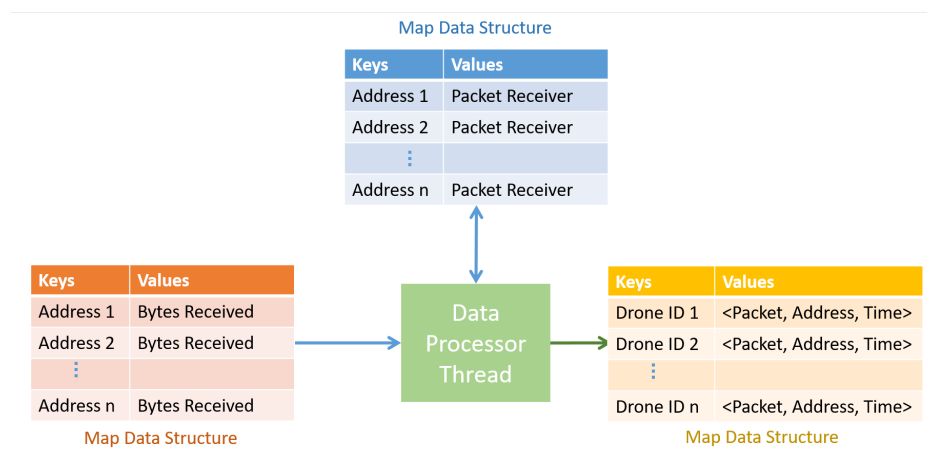 Map Data Structure
Keys Values
Address 1 Packet Receiver
Address 2 Packet Receiver
⋮
Address n Packet Receiver
Keys Values
Address 1 Bytes Received
Address 2 Bytes Received
⋮
Address n Bytes Received
Map Data Structure
Data
Processor
Thread
Keys Values
Drone ID 1 <Packet, Address, Time>
Drone ID 2 <Packet, Address, Time>
⋮
Drone ID n <Packet, Address, Time>
Map Data Structure